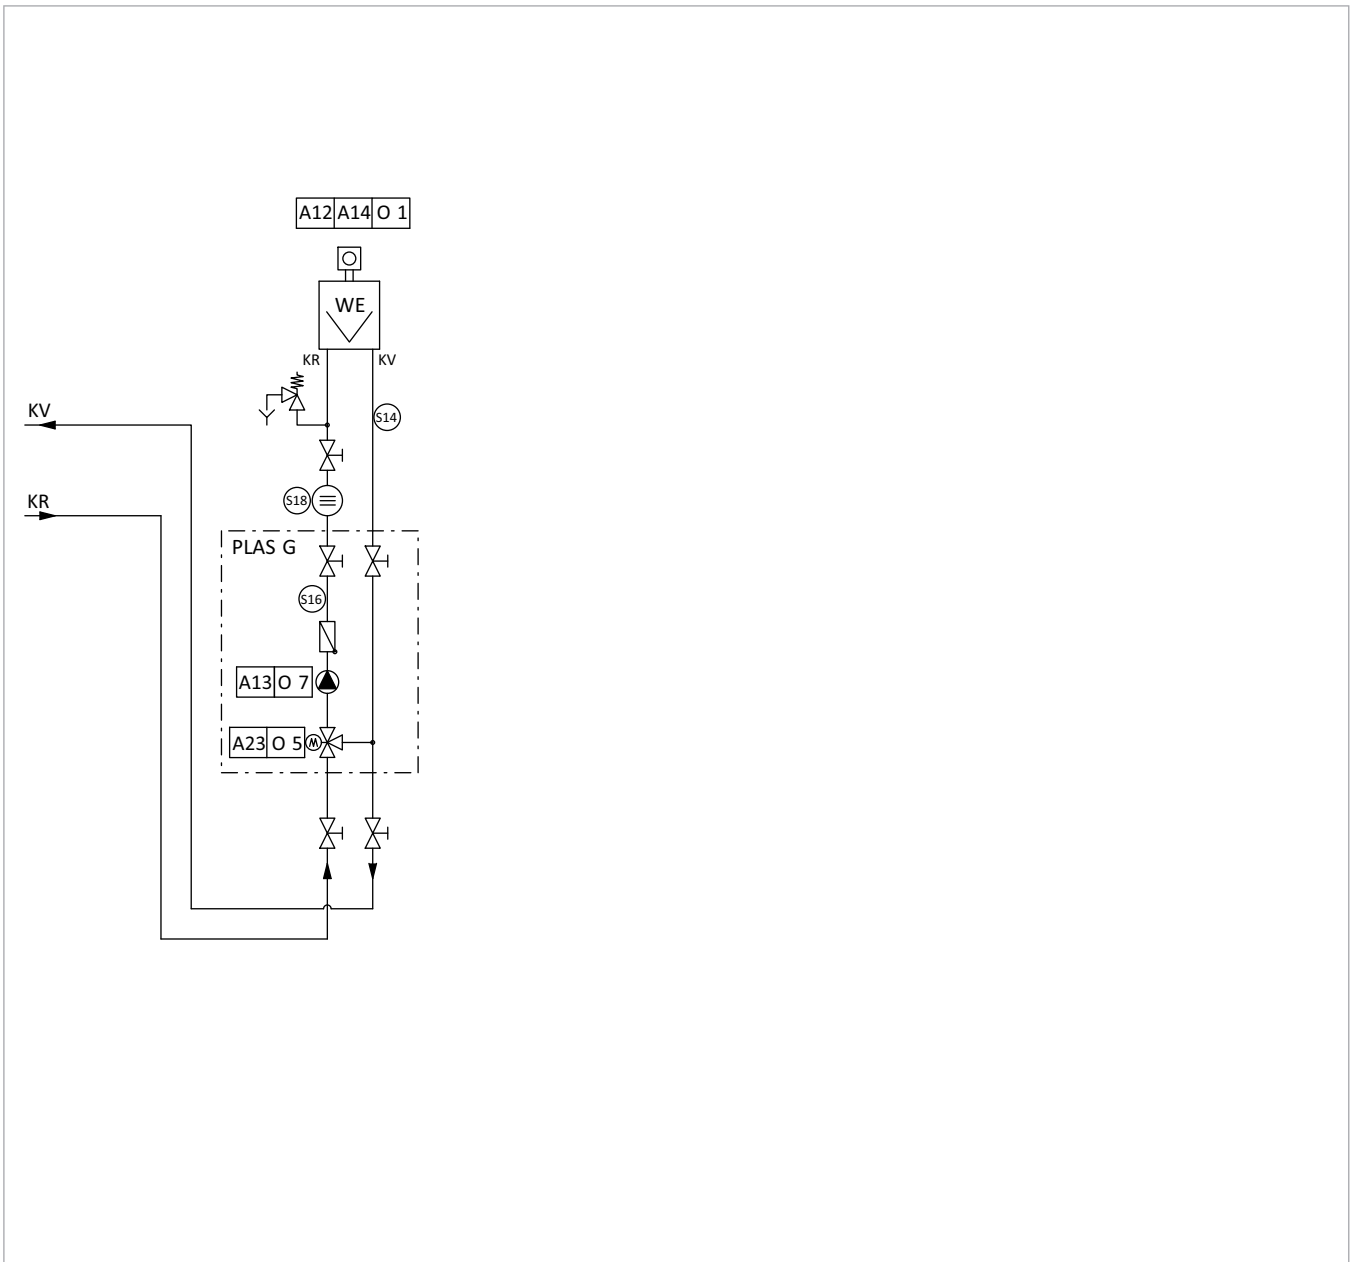 A12 A14 O 1
WE
KR KV
KV
S14
S18
KR
PLAS G
S16
A13 O 7
A23 O 5 M